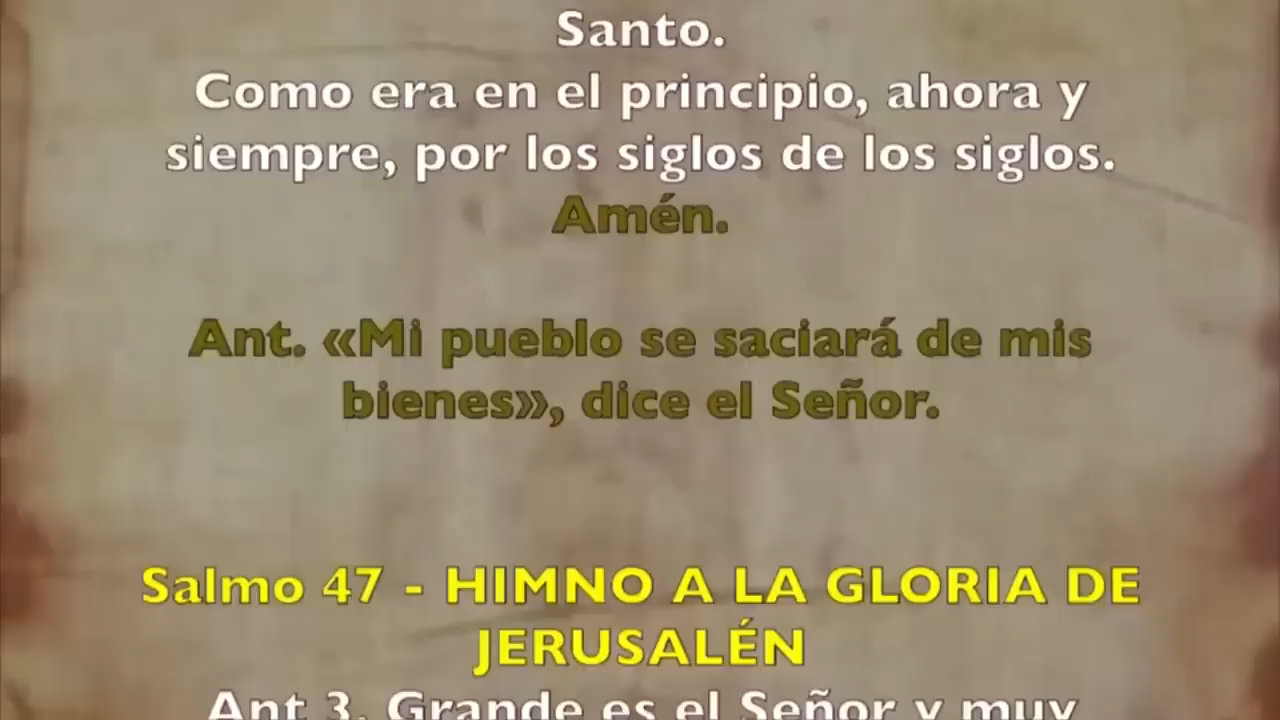 Santo.
Como era en el principio, ahora y
siempre, por los siglos de los siglos.
Amén.
Ant. «Mi pueblo se saciará de mis
bienes», dice el Señor.
Salmo 47 - HIMNO A LA GLORIA DE
JERUSALÉN
Ant 3. Grande es el Señor y muy